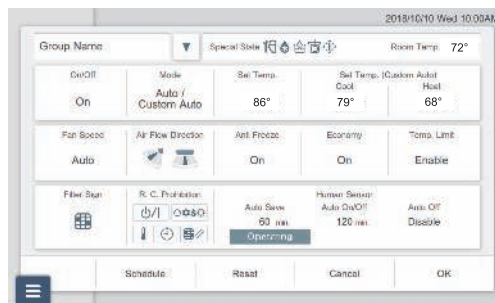 2018/10/10 Wed 10:00AM
Group Name ▼ Special State Room Temp. 72°
On/Off Mode Set Temp. Set Temp. (Custom Auto)
Cool Heat
On Auto / Custom Auto 86° 79° 68°
Fan Speed Air Flow Direction Anti Freeze Economy Temp. Limit
Auto On On Enable
Filter Sign R. C. Prohibition Human Sensor
Auto Save Auto On/Off Auto Off
60 min. 120 min. Disable
Operating
Schedule Reset Cancel OK